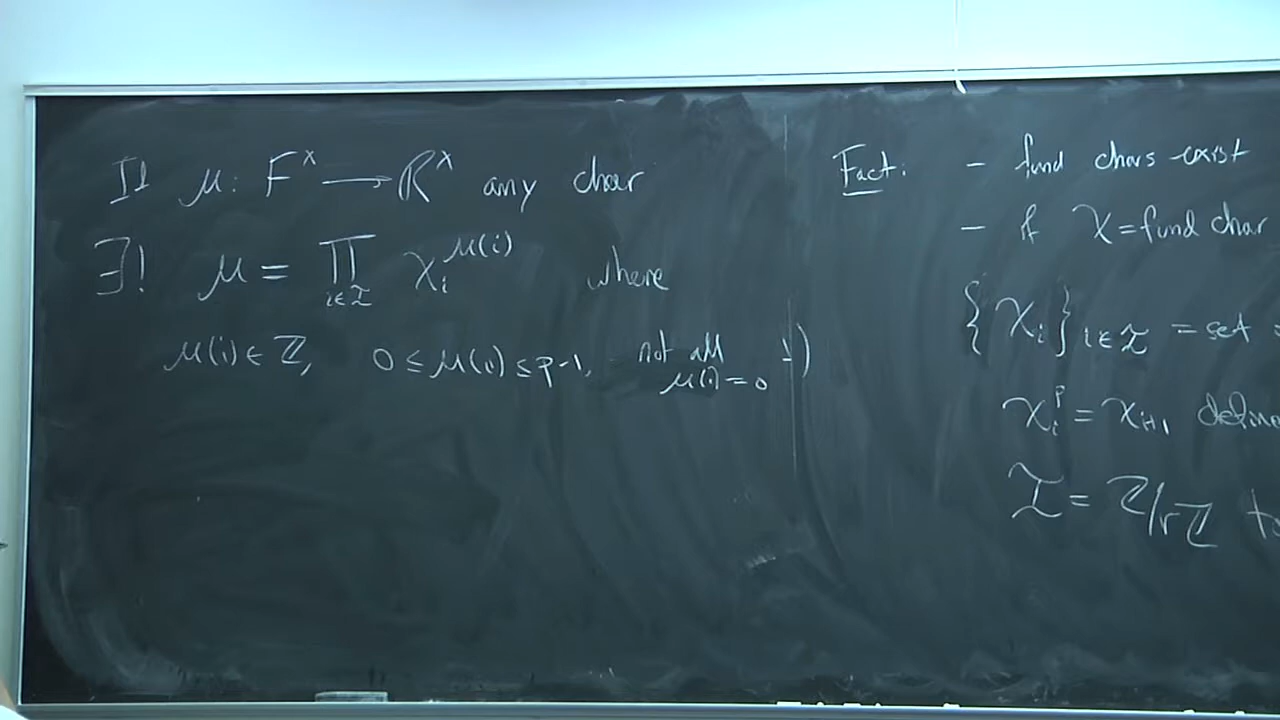 If μ: F^× → R^× any char
∃! μ = ∏_{i∈I} χ_i^{μ(i)} where
μ(i) ∈ ℤ, 0 ≤ μ(i) ≤ p-1, not all
μ(i) = 0
Fact: - fund chars exist
- if χ = fund char
{χ_i}_{i∈I} = set
χ_i^p = χ_{i+1} define
I = ℤ/rℤ